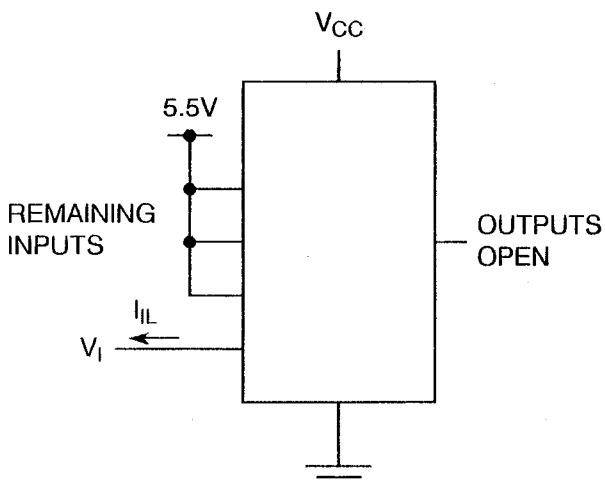 VCC
5.5V
REMAINING
INPUTS
OUTPUTS
OPEN
IIL
VI